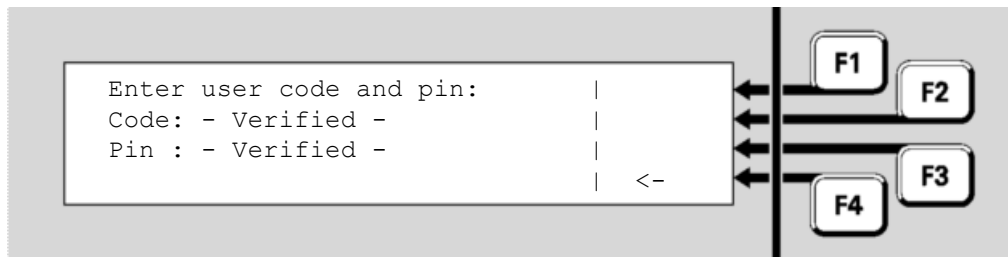 Enter user code and pin: |
Code: - Verified - |
Pin : - Verified - |
| <-
F1
F2
F3
F4